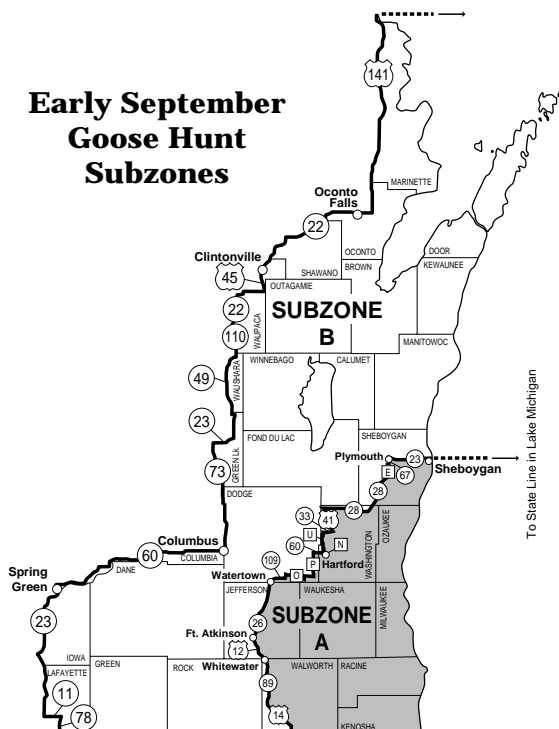 Early September
Goose Hunt
Subzones
141
MARINETTE
Oconto
Falls
22
OCONTO
BROWN
DOOR
KEWAUNEE
Clintonville
SHAWANO
45
OUTAGAMIE
22
SUBZONE
B
WAUPACA
110
MANITOWOC
WINNEBAGO
CALUMET
49
WAUSHARA
23
FOND DU LAC
SHEBOYGAN
Plymouth
23
Sheboygan
To State Line in Lake Michigan
E
67
73
GREEN Lk
28
DODGE
28
33
41
OZAUKEE
U
N
60
Hartford
WASHINGTON
Columbus
60
COLUMBIA
DANE
P
109
O
Watertown
Spring
Green
JEFFERSON
WAUKESHA
MILWAUKEE
SUBZONE
A
23
26
Ft. Atkinson
12
IOWA
GREEN
ROCK
Whitewater
WALWORTH
RACINE
LAFAYETTE
11
89
78
14
KENOSHA